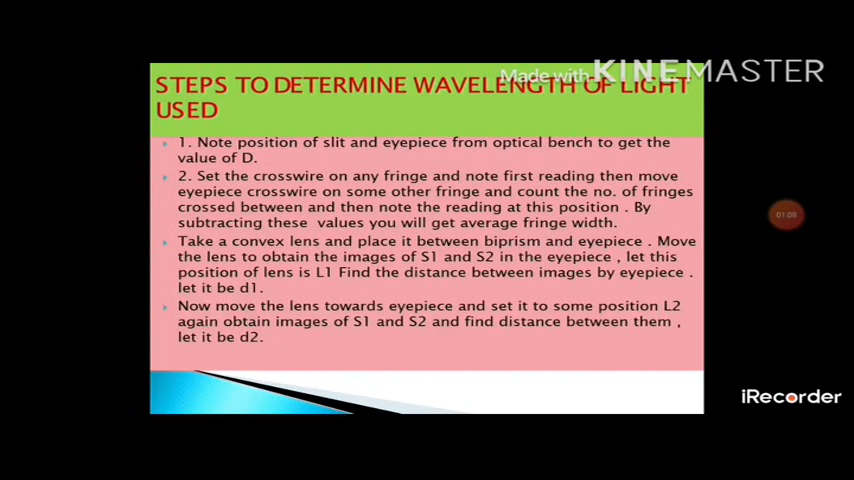 Made with KINEMASTER
STEPS TO DETERMINE WAVELENGTH OF LIGHT
USED
1. Note position of slit and eyepiece from optical bench to get the
value of D.
2. Set the crosswire on any fringe and note first reading then move
eyepiece crosswire on some other fringe and count the no. of fringes
crossed between and then note the reading at this position . By
subtracting these values you will get average fringe width.
Take a convex lens and place it between biprism and eyepiece . Move
the lens to obtain the images of S1 and S2 in the eyepiece , let this
position of lens is L1 Find the distance between images by eyepiece .
let it be d1.
Now move the lens towards eyepiece and set it to some position L2
again obtain images of S1 and S2 and find distance between them ,
let it be d2.
01:08
iRecorder